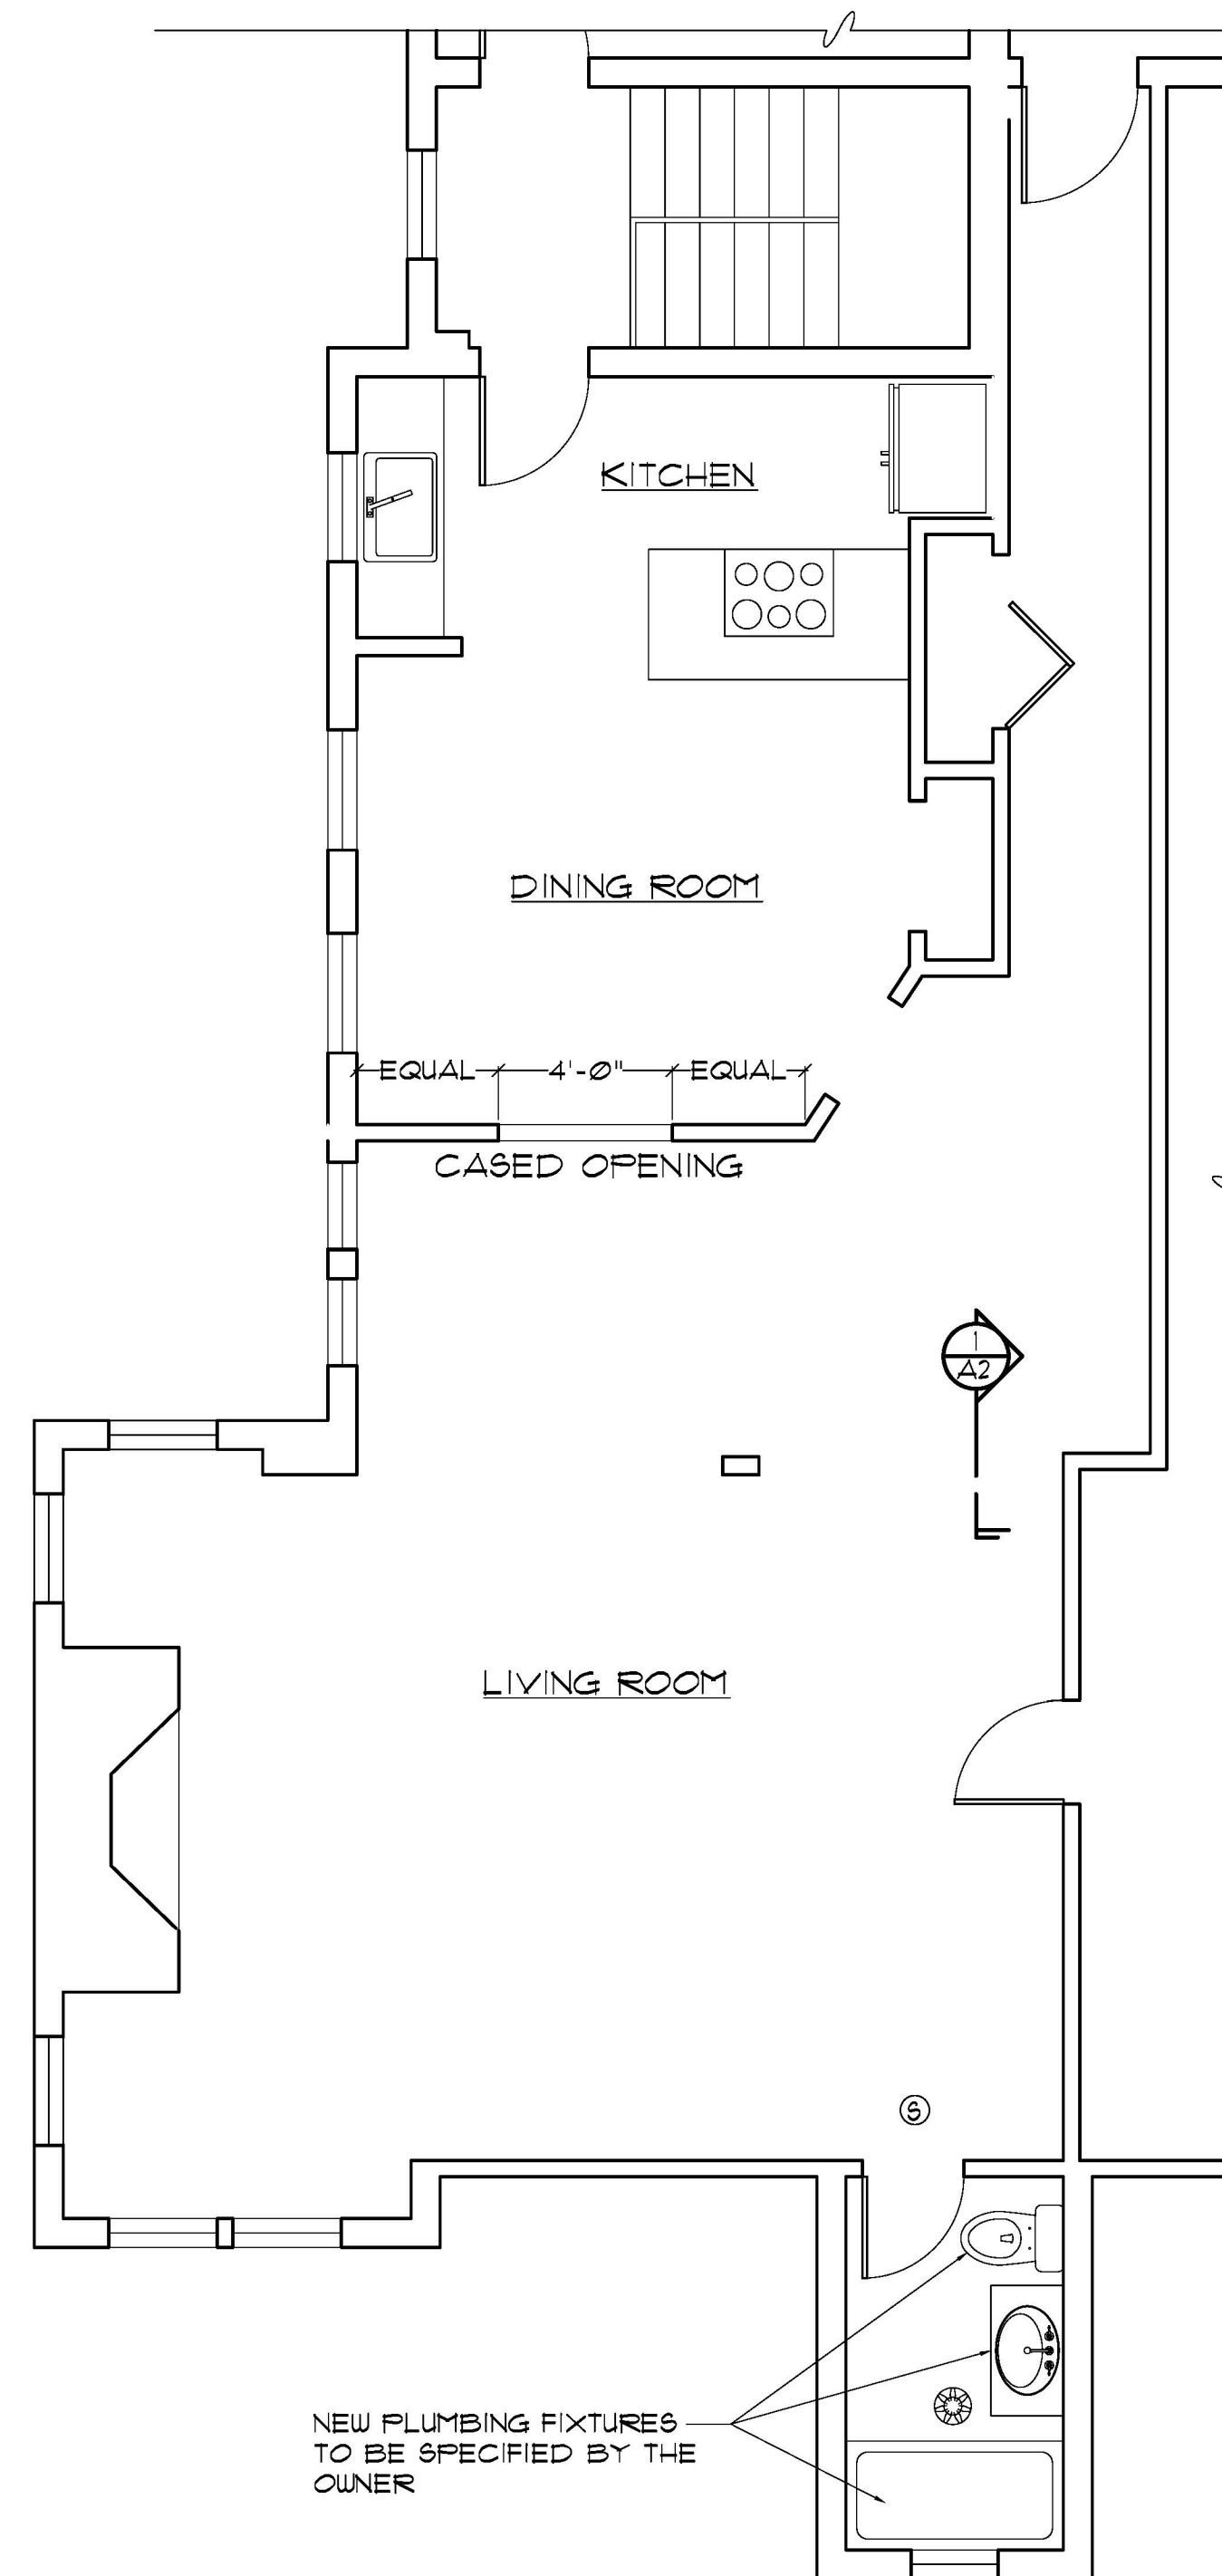 KITCHEN
DINING ROOM
EQUAL 4'-0" EQUAL
CASED OPENING
1
A2
LIVING ROOM
S
NEW PLUMBING FIXTURES
TO BE SPECIFIED BY THE
OWNER